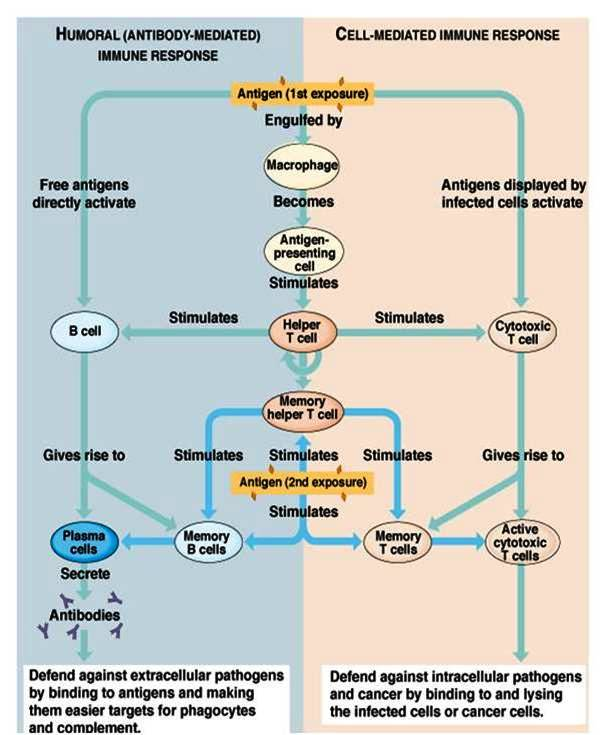 HUMORAL (ANTIBODY-MEDIATED)
IMMUNE RESPONSE
CELL-MEDIATED IMMUNE RESPONSE
Antigen (1st exposure)
Engulfed by
Macrophage
Free antigens
directly activate
Becomes
Antigens displayed by
infected cells activate
Antigen-
presenting
cell
Stimulates
B cell
Stimulates
Helper
T cell
Stimulates
Cytotoxic
T cell
Memory
helper T cell
Gives rise to
Stimulates
Stimulates
Stimulates
Gives rise to
Antigen (2nd exposure)
Stimulates
Plasma
cells
Memory
B cells
Memory
T cells
Active
cytotoxic
T cells
Secrete
Antibodies
Defend against extracellular pathogens
by binding to antigens and making
them easier targets for phagocytes
and complement.
Defend against intracellular pathogens
and cancer by binding to and lysing
the infected cells or cancer cells.